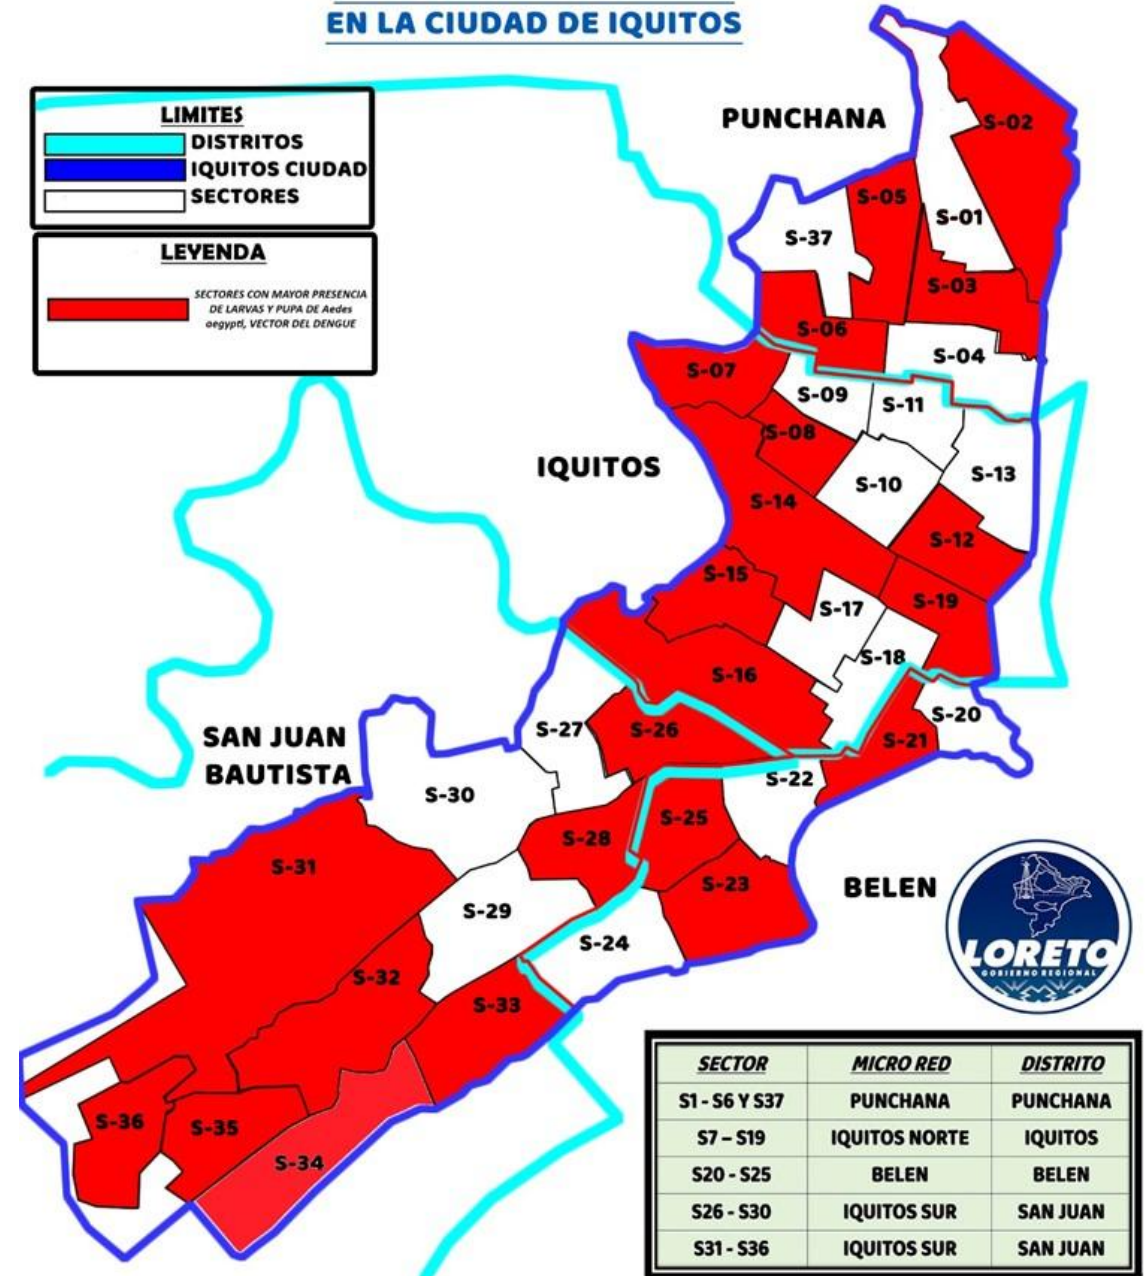 EN LA CIUDAD DE IQUITOS
LIMITES
DISTRITOS
IQUITOS CIUDAD
SECTORES
LEYENDA
SECTORES CON MAYOR PRESENCIA
DE LARVAS Y PUPA DE Aedes
aegypti, VECTOR DEL DENGUE
PUNCHANA
S-02
S-05
S-01
S-37
S-03
S-06
S-04
S-07
S-09
S-11
S-08
IQUITOS
S-13
S-10
S-14
S-12
S-15
S-19
S-17
S-18
S-16
S-20
S-27
S-26
S-21
SAN JUAN
BAUTISTA
S-22
S-30
S-25
S-28
S-31
S-23
BELEN
S-29
S-24
LORETO
GOBIERNO REGIONAL
S-32
S-33
S-36
S-35
S-34
SECTOR MICRO RED DISTRITO
S1 - S6 Y S37 PUNCHANA PUNCHANA
S7 – S19 IQUITOS NORTE IQUITOS
S20 - S25 BELEN BELEN
S26 - S30 IQUITOS SUR SAN JUAN
S31 - S36 IQUITOS SUR SAN JUAN